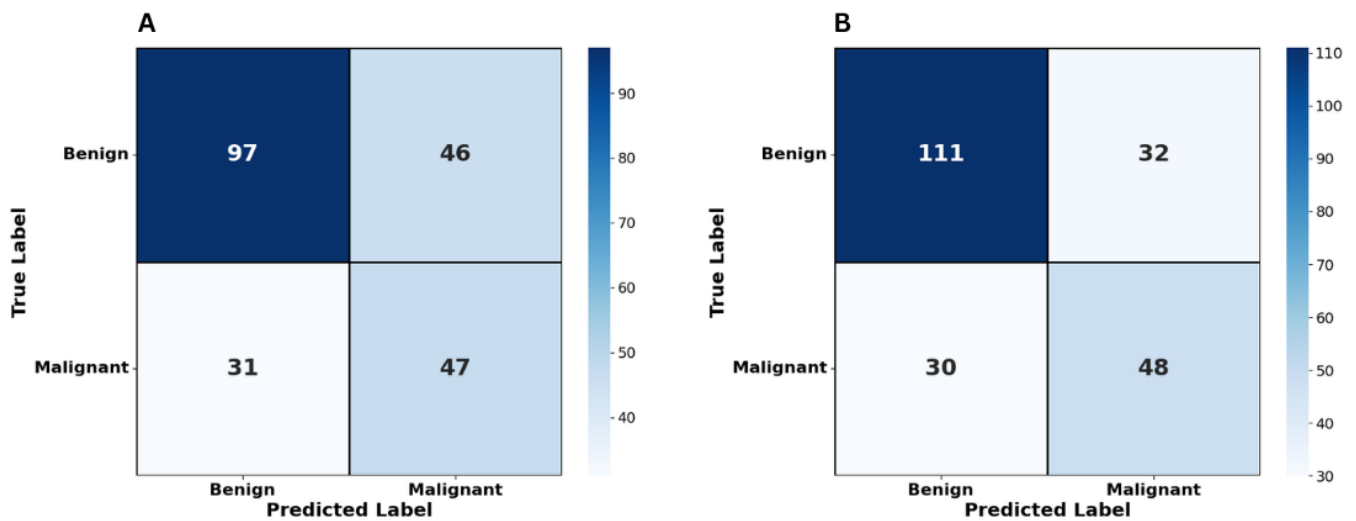 A
Benign
Malignant
True Label
97
46
31
47
Benign
Malignant
Predicted Label
90
80
70
60
50
40
B
Benign
Malignant
True Label
111
32
30
48
Benign
Malignant
Predicted Label
110
100
90
80
70
60
50
40
30